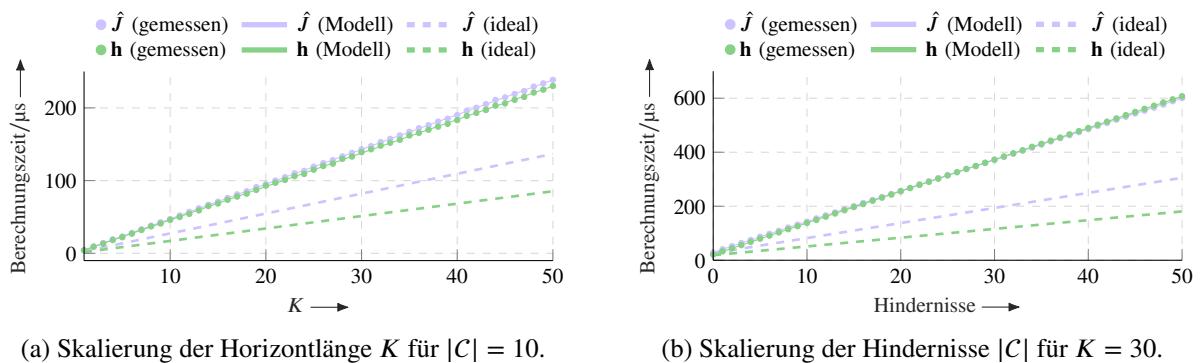 Ĵ (gemessen) Ĵ (Modell) Ĵ (ideal)
h (gemessen) h (Modell) h (ideal)
Berechnungszeit/µs
200
100
0
10 20 30 40 50
K
(a) Skalierung der Horizontlänge K für |𝒞| = 10.
Ĵ (gemessen) Ĵ (Modell) Ĵ (ideal)
h (gemessen) h (Modell) h (ideal)
Berechnungszeit/µs
600
400
200
0
0 10 20 30 40 50
Hindernisse
(b) Skalierung der Hindernisse |𝒞| für K = 30.